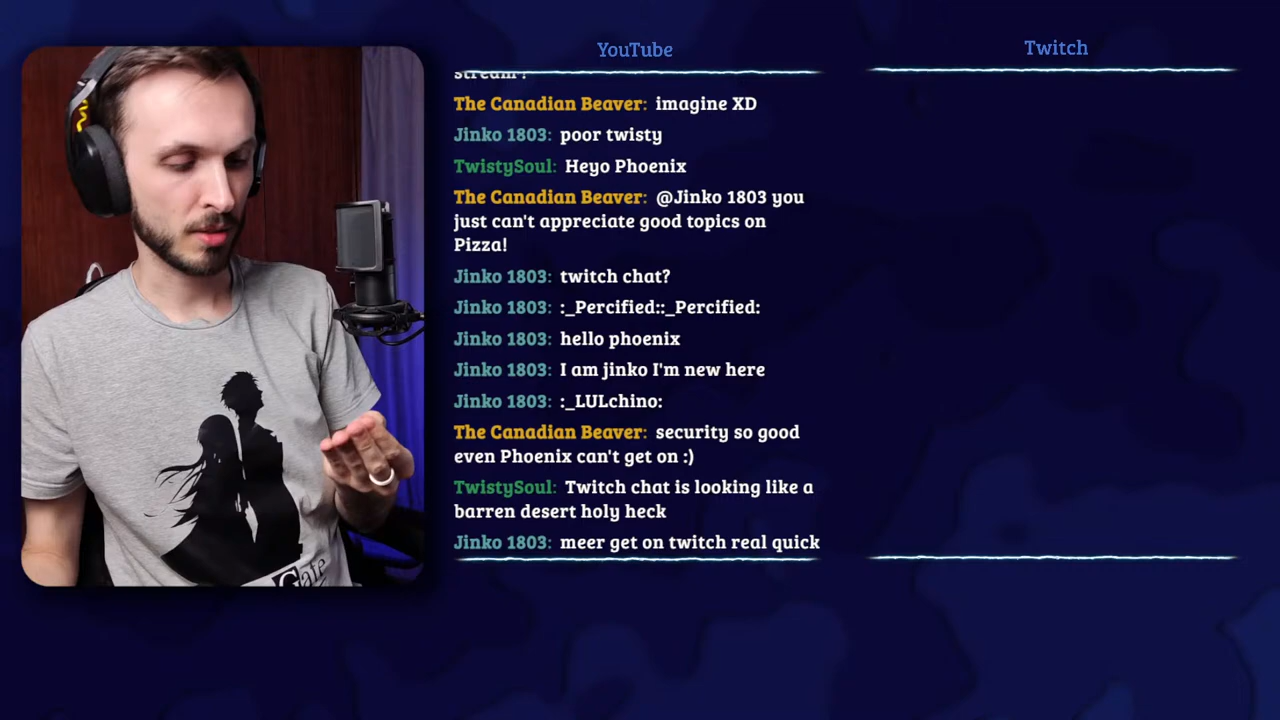 YouTube
Twitch
stream?
The Canadian Beaver: imagine XD
Jinko 1803: poor twisty
TwistySoul: Heyo Phoenix
The Canadian Beaver: @Jinko 1803 you
just can't appreciate good topics on
Pizza!
Jinko 1803: twitch chat?
Jinko 1803: :_Percified::_Percified:
Jinko 1803: hello phoenix
Jinko 1803: I am jinko I'm new here
Jinko 1803: :_LULchino:
The Canadian Beaver: security so good
even Phoenix can't get on :)
TwistySoul: Twitch chat is looking like a
barren desert holy heck
Jinko 1803: meer get on twitch real quick
Gate